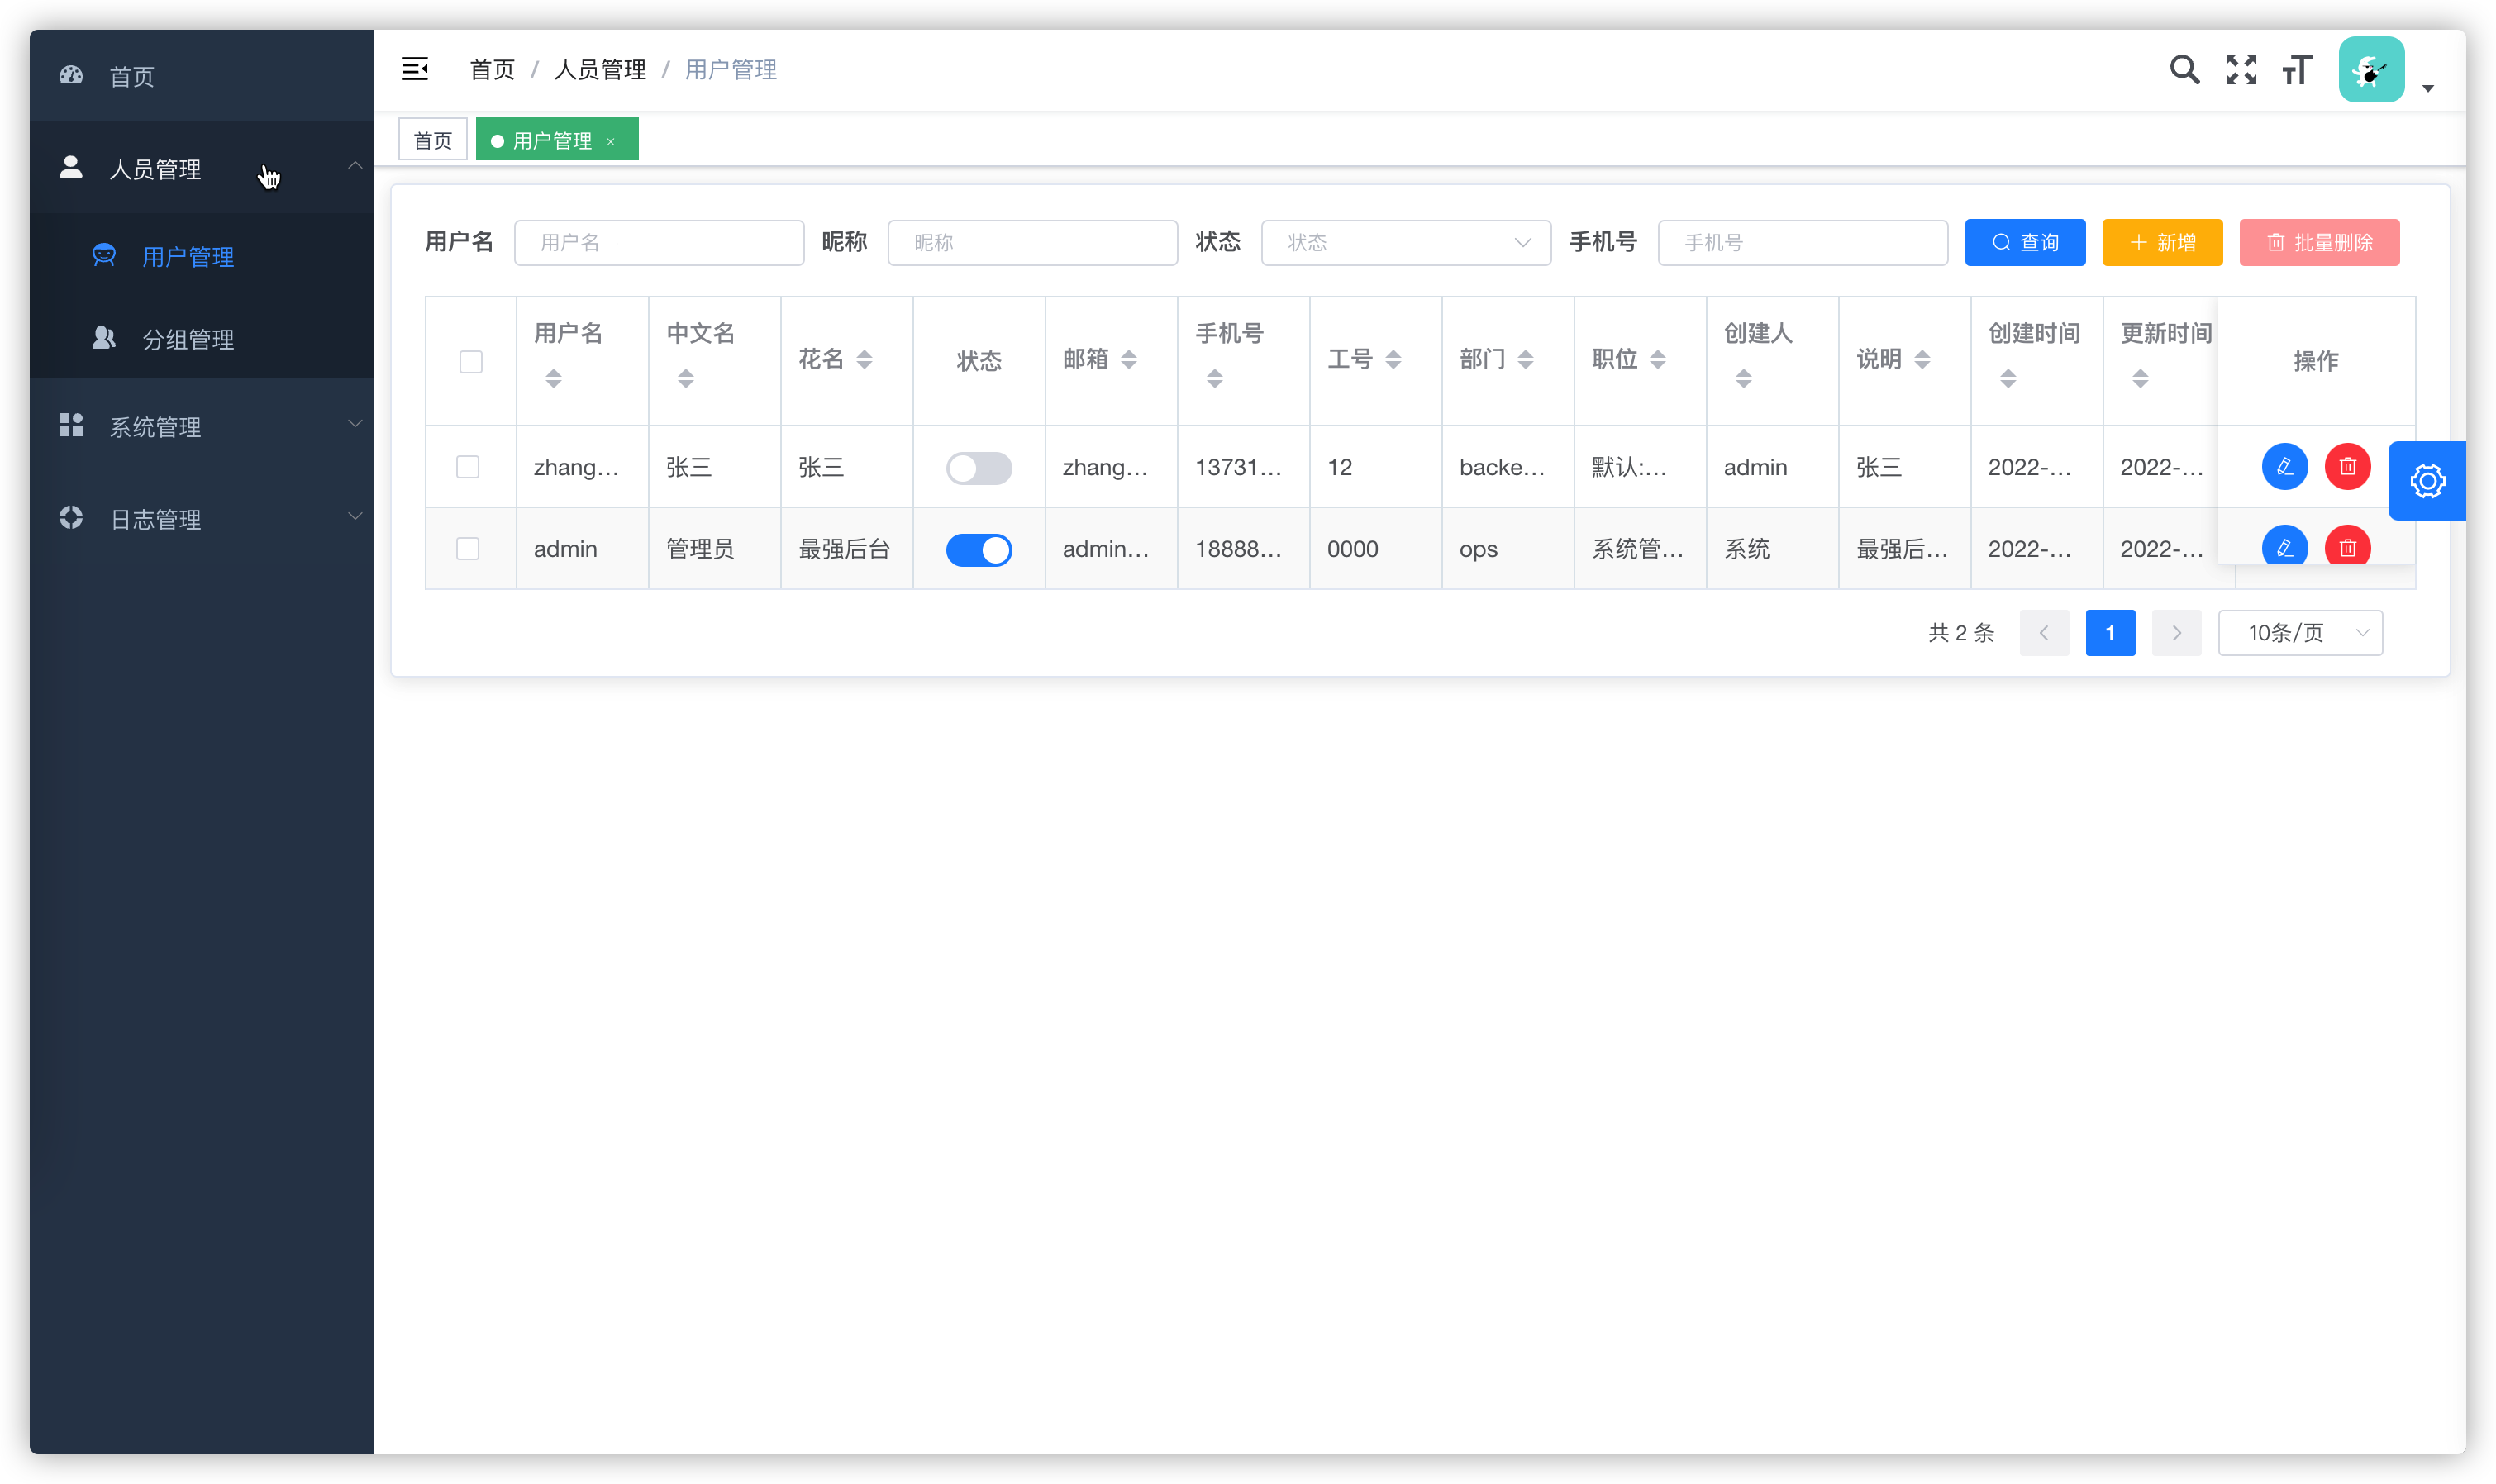 首页
人员管理
用户管理
分组管理
系统管理
日志管理
首页 / 人员管理 / 用户管理
首页 用户管理 ×
用户名 用户名 昵称 昵称 状态 状态 手机号 手机号 查询 新增 批量删除
用户名 中文名 花名 状态 邮箱 手机号 工号 部门 职位 创建人 说明 创建时间 更新时间 操作
zhang... 张三 张三 zhang... 13731... 12 backe... 默认:... admin 张三 2022-... 2022-...
admin 管理员 最强后台 admin... 18888... 0000 ops 系统管... 系统 最强后... 2022-... 2022-...
共 2 条 1 10条/页